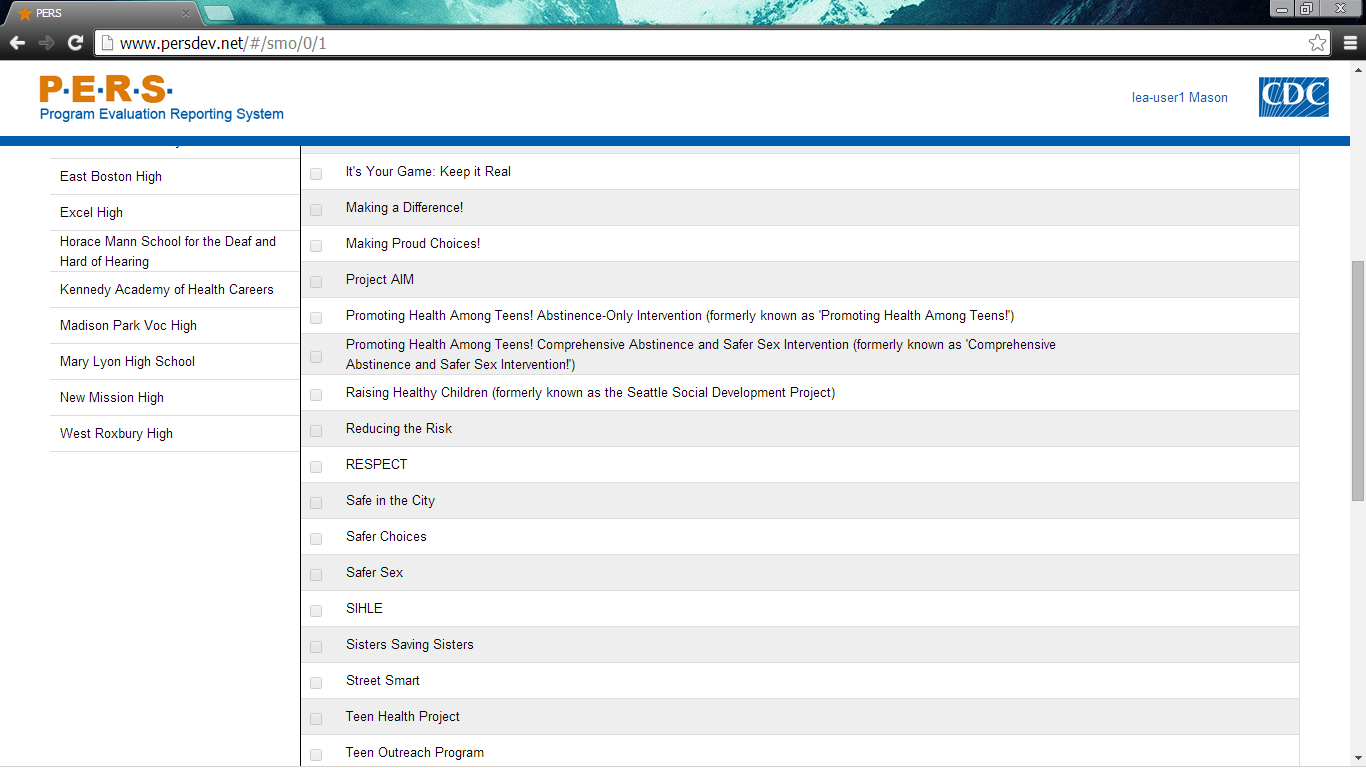 PERS
www.persdev.net/#/smo/0/1
P·E·R·S·
Program Evaluation Reporting System
lea-user1 Mason
CDC
East Boston High
Excel High
Horace Mann School for the Deaf and
Hard of Hearing
Kennedy Academy of Health Careers
Madison Park Voc High
Mary Lyon High School
New Mission High
West Roxbury High
It's Your Game: Keep it Real
Making a Difference!
Making Proud Choices!
Project AIM
Promoting Health Among Teens! Abstinence-Only Intervention (formerly known as 'Promoting Health Among Teens!')
Promoting Health Among Teens! Comprehensive Abstinence and Safer Sex Intervention (formerly known as 'Comprehensive
Abstinence and Safer Sex Intervention!')
Raising Healthy Children (formerly known as the Seattle Social Development Project)
Reducing the Risk
RESPECT
Safe in the City
Safer Choices
Safer Sex
SIHLE
Sisters Saving Sisters
Street Smart
Teen Health Project
Teen Outreach Program